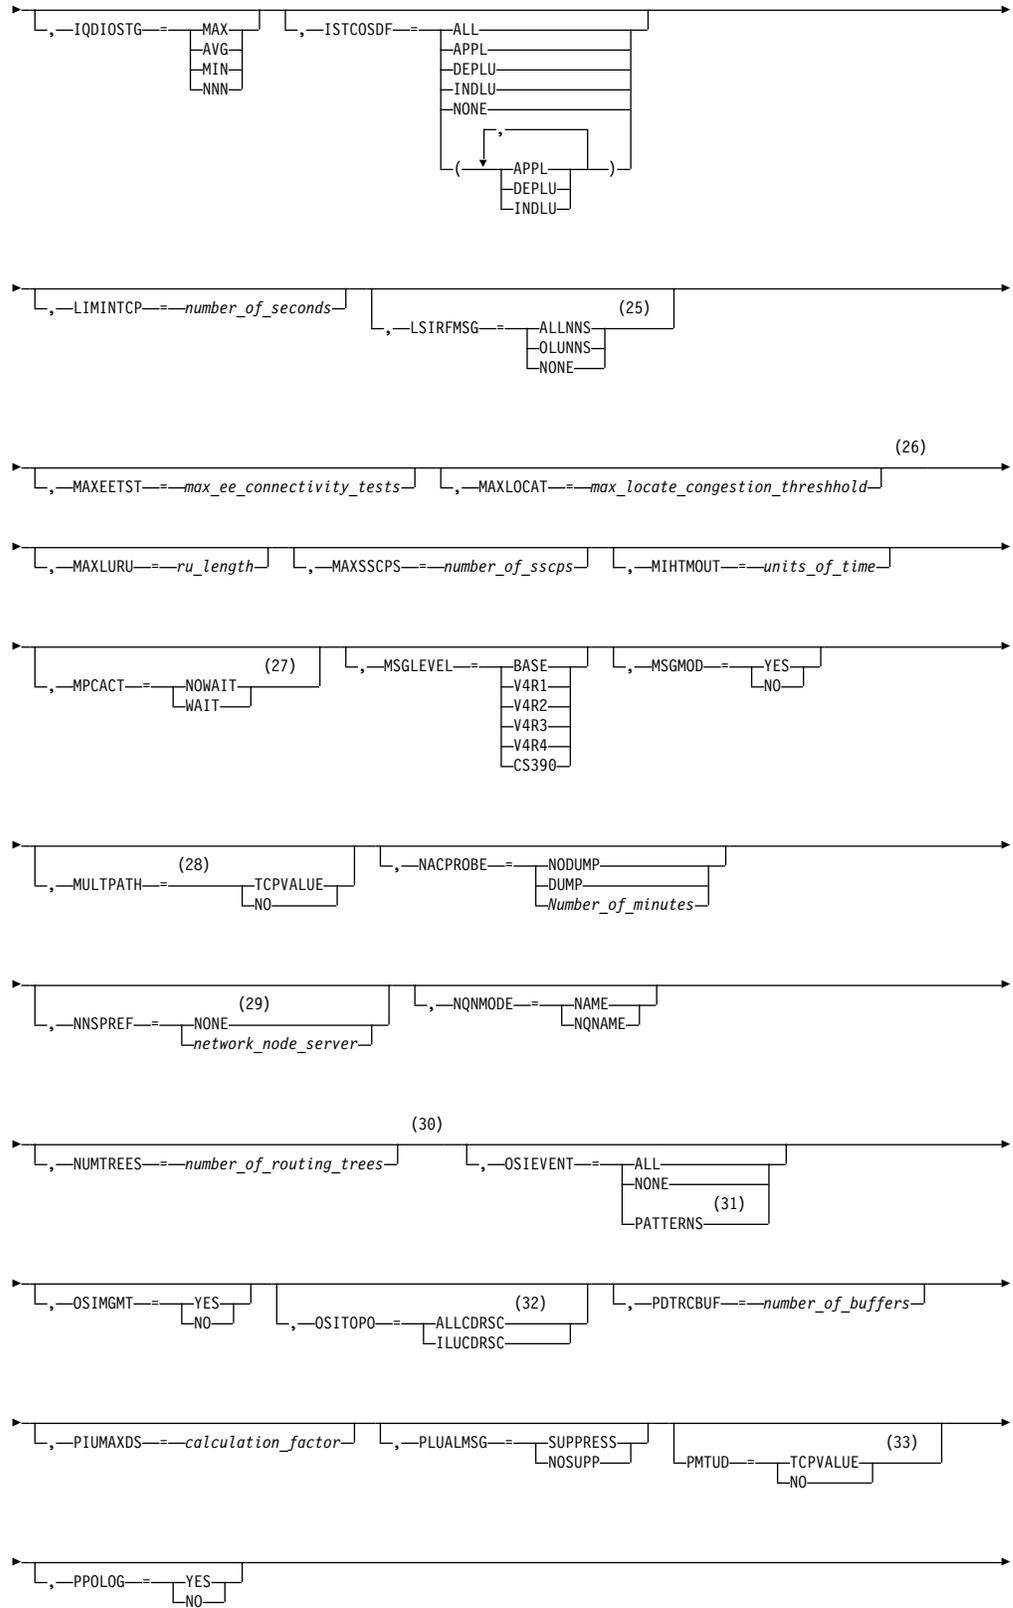 ,IQDIOSTG= MAX ,ISTCOSDF= ALL
AVG APPL
MIN DEPLU
NNN INDLU
NONE
,
( APPL )
DEPLU
INDLU
,LIMINTCP=number_of_seconds (25)
,LSIRFMSG= ALLNNS
OLUNNS
NONE
(26)
,MAXEETST=max_ee_connectivity_tests ,MAXLOCAT=max_locate_congestion_threshhold
,MAXLURU=ru_length ,MAXSSCPS=number_of_sscps ,MIHTMOUT=units_of_time
(27) ,MSGLEVEL= BASE ,MSGMOD= YES
,MPCACT= NOWAIT V4R1 NO
WAIT V4R2
V4R3
V4R4
CS390
(28) ,NACPROBE= NODUMP
,MULTPATH= TCPVALUE DUMP
NO Number_of_minutes
(29) ,NQNMODE= NAME
,NNSPREF= NONE NQNAME
network_node_server
(30)
,NUMTREES=number_of_routing_trees ,OSIEVENT= ALL
NONE
(31)
PATTERNS
,OSIMGMT= YES (32) ,PDTRCBUF=number_of_buffers
NO ,OSITOPO= ALLCDRSC
ILUCDRSC
,PIUMAXDS=calculation_factor ,PLUALMSG= SUPPRESS (33)
NOSUPP PMTUD= TCPVALUE
NO
,PPOLOG= YES
NO